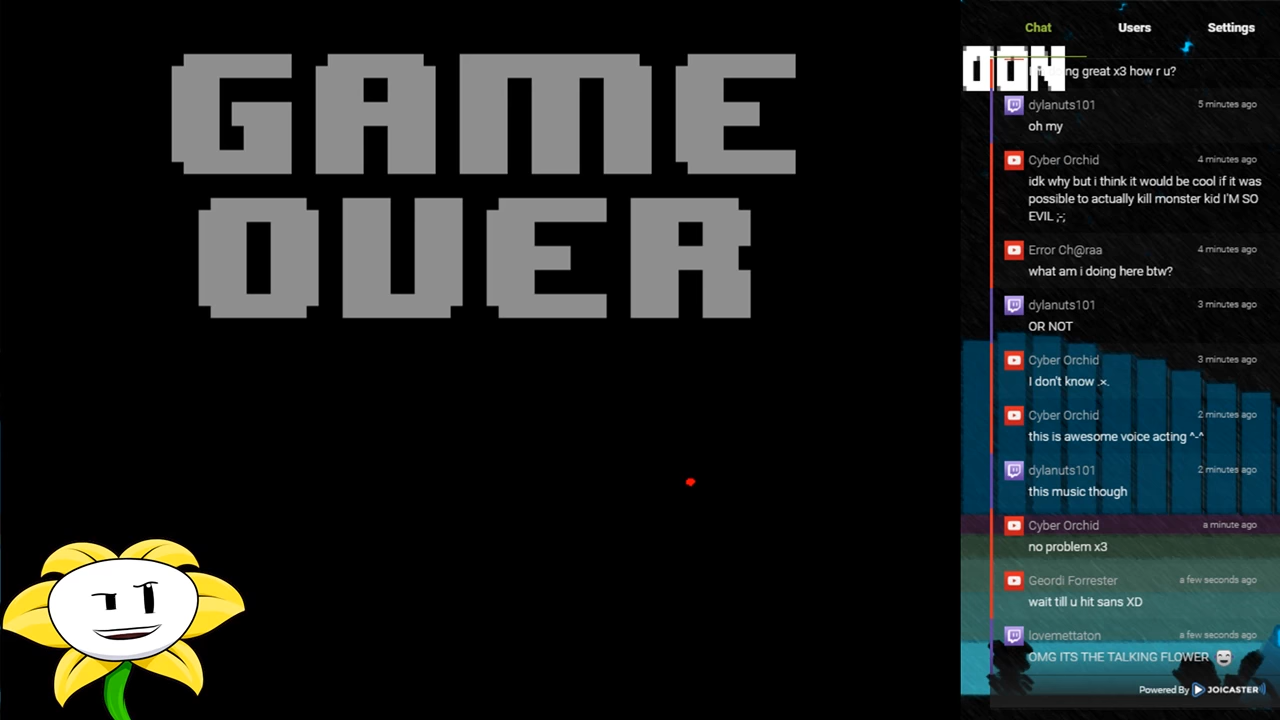 GAME
OVER
Chat
Users
Settings
OON
great x3 how r u?
dylanuts101
5 minutes ago
oh my
Cyber Orchid
4 minutes ago
idk why but i think it would be cool if it was
possible to actually kill monster kid I'M SO
EVIL ;-;
Error Ch@raa
4 minutes ago
what am i doing here btw?
dylanuts101
3 minutes ago
OR NOT
Cyber Orchid
3 minutes ago
I don't know .×.
Cyber Orchid
2 minutes ago
this is awesome voice acting ^-^
dylanuts101
2 minutes ago
this music though
Cyber Orchid
a minute ago
no problem x3
Geordi Forrester
a few seconds ago
wait till u hit sans XD
lovemettaton
a few seconds ago
OMG ITS THE TALKING FLOWER
Powered By JOICASTER